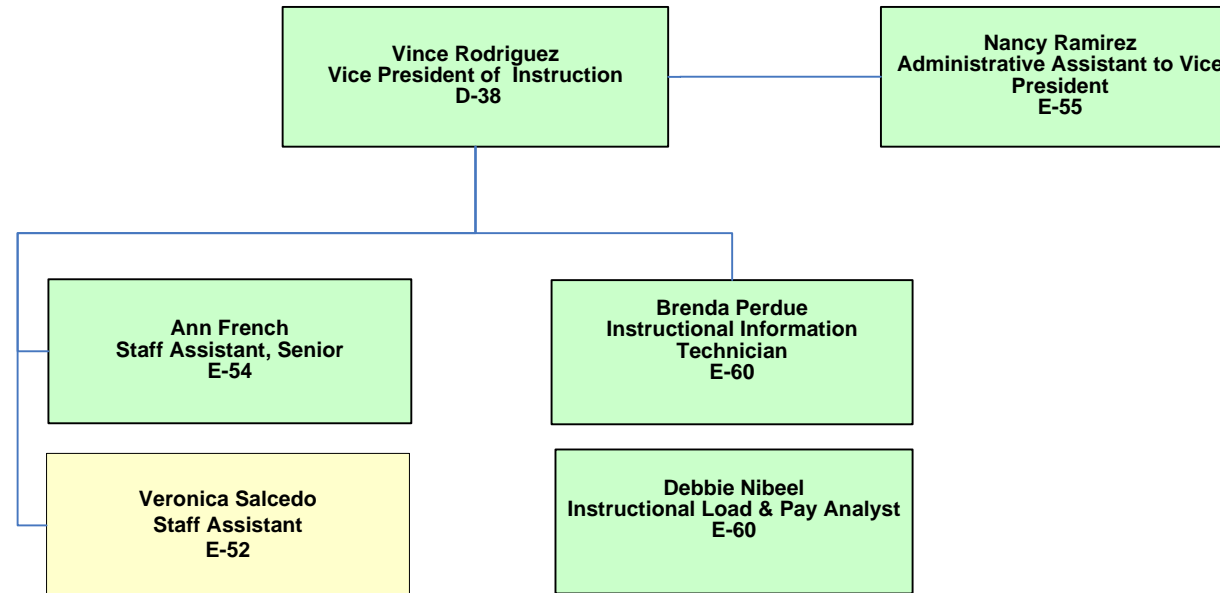 Vince Rodriguez
Vice President of Instruction
D-38
Nancy Ramirez
Administrative Assistant to Vice
President
E-55
Ann French
Staff Assistant, Senior
E-54
Brenda Perdue
Instructional Information
Technician
E-60
Veronica Salcedo
Staff Assistant
E-52
Debbie Nibeel
Instructional Load & Pay Analyst
E-60